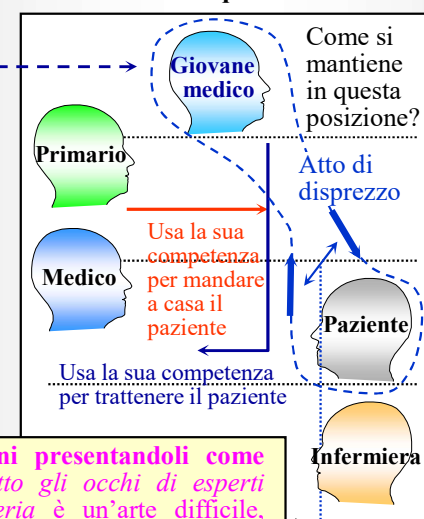 Giovane
medico
Come si
mantiene
in questa
posizione?
Primario
Atto di
disprezzo
Usa la sua
competenza
per mandare
a casa il
paziente
Medico
Paziente
Usa la sua competenza
per trattenere il paziente
Infermiera
ni presentandoli come
tto gli occhi di esperti
eria è un’arte difficile,